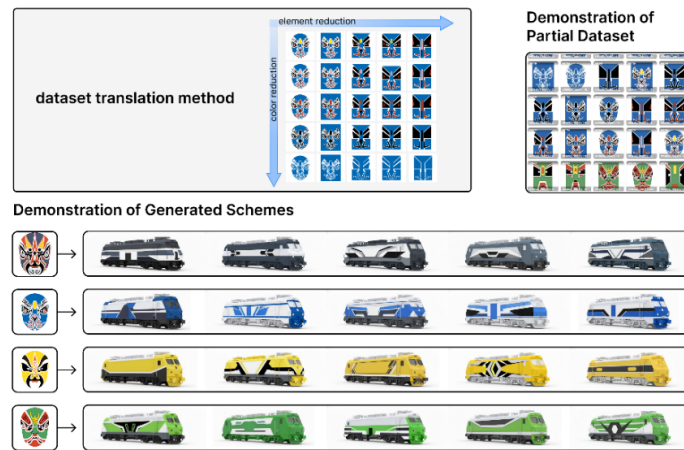 element reduction
color reduction
dataset translation method
Demonstration of
Partial Dataset
Demonstration of Generated Schemes